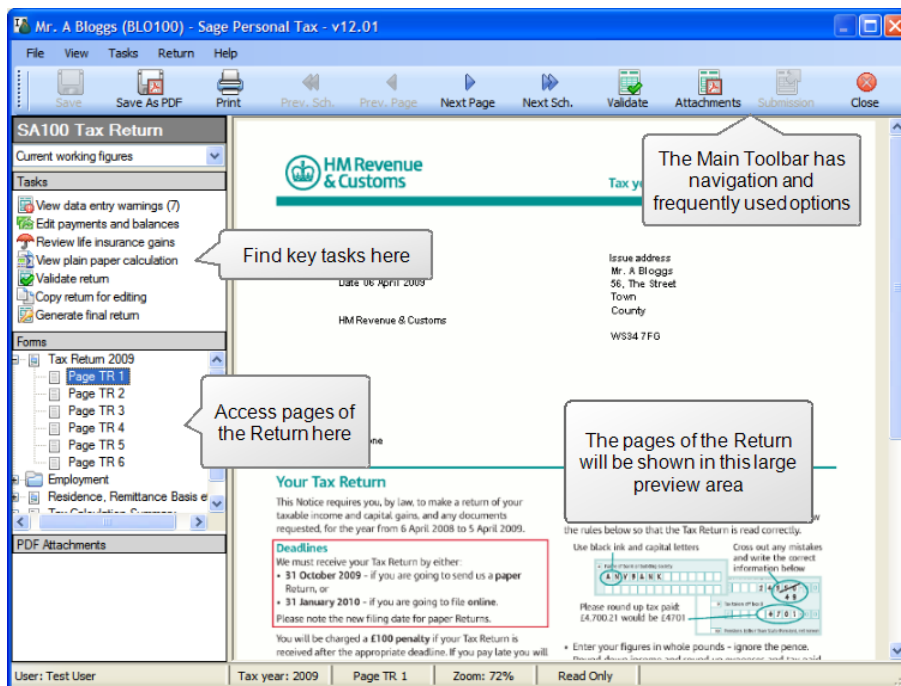 Mr. A Bloggs (BLO100) - Sage Personal Tax - v12.01
File View Tasks Return Help
Save Save As PDF Print Prev. Sch. Prev. Page Next Page Next Sch. Validate Attachments Submission Close
SA100 Tax Return
Current working figures
Tasks
View data entry warnings (7)
Edit payments and balances
Review life insurance gains
View plain paper calculation
Validate return
Copy return for editing
Generate final return
Forms
Tax Return 2009
Page TR 1
Page TR 2
Page TR 3
Page TR 4
Page TR 5
Page TR 6
Employment
Residence, Remittance Basis
PDF Attachments
Find key tasks here
Access pages of
the Return here
The Main Toolbar has
navigation and
frequently used options
The pages of the Return
will be shown in this large
preview area
HM Revenue
& Customs
Tax
Date 06 April 2009
HM Revenue & Customs
Issue address
Mr. A Bloggs
56, The Street
Town
County
WS34 7FG
Your Tax Return
This Notice requires you, by law, to make a return of your
taxable income and capital gains, and any documents
requested, for the year from 6 April 2008 to 5 April 2009.
Deadlines
We must receive your Tax Return by either:
• 31 October 2009 - if you are going to send us a paper
Return, or
• 31 January 2010 - if you are going to file online.
Please note the new filing date for paper Returns.
You will be charged a £100 penalty if your Tax Return is
received after the appropriate deadline. If you pay late you will
the rules below so that the Tax Return is read correctly.
Use black ink and capital letters
Cross out any mistakes
and write the correct
information below
ANYBANK
Please round up tax paid:
£4,700.21 would be £4701
4701
• Enter your figures in whole pounds - ignore the pence.
Round down income and round up expenses and tax paid
User: Test User Tax year: 2009 Page TR 1 Zoom: 72% Read Only